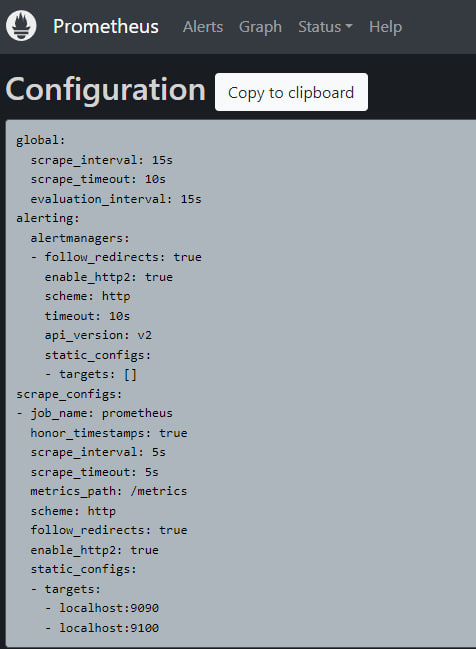 Prometheus Alerts Graph Status Help
Configuration Copy to clipboard
global:
  scrape_interval: 15s
  scrape_timeout: 10s
  evaluation_interval: 15s
alerting:
  alertmanagers:
  - follow_redirects: true
    enable_http2: true
    scheme: http
    timeout: 10s
    api_version: v2
    static_configs:
    - targets: []
scrape_configs:
- job_name: prometheus
  honor_timestamps: true
  scrape_interval: 5s
  scrape_timeout: 5s
  metrics_path: /metrics
  scheme: http
  follow_redirects: true
  enable_http2: true
  static_configs:
  - targets:
    - localhost:9090
    - localhost:9100